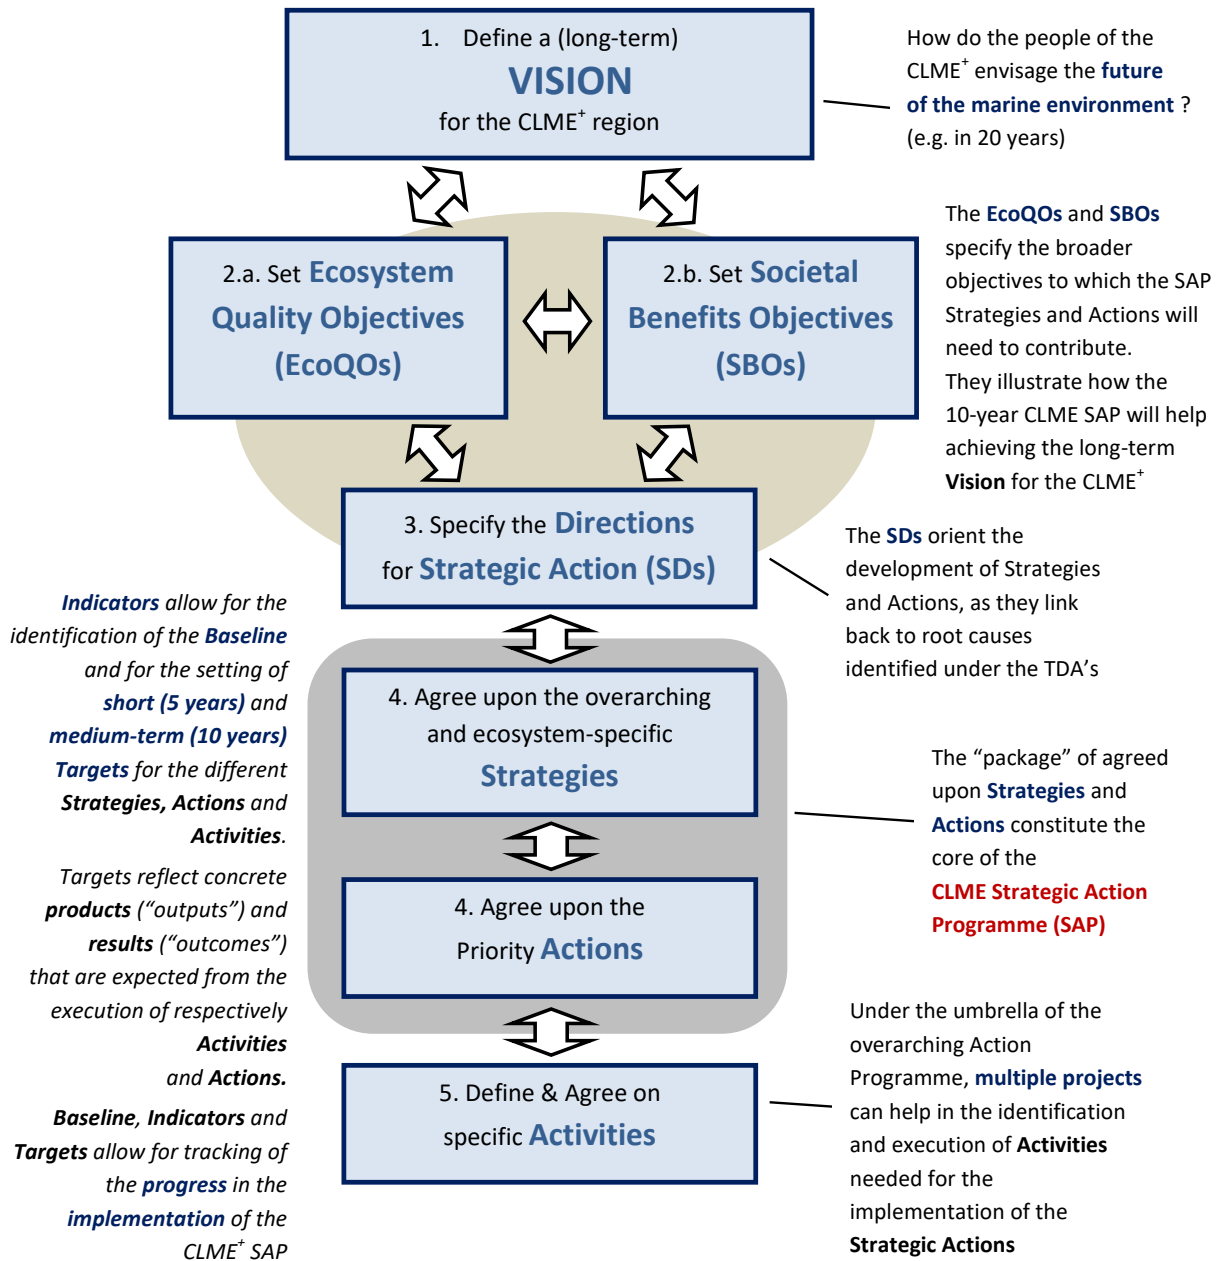 1. Define a (long-term)
VISION
for the CLME+ region
How do the people of the
CLME+ envisage the future
of the marine environment ?
(e.g. in 20 years)
2.a. Set Ecosystem
Quality Objectives
(EcoQOs)
2.b. Set Societal
Benefits Objectives
(SBOs)
The EcoQOs and SBOs
specify the broader
objectives to which the SAP
Strategies and Actions will
need to contribute.
They illustrate how the
10-year CLME SAP will help
achieving the long-term
Vision for the CLME+
3. Specify the Directions
for Strategic Action (SDs)
The SDs orient the
development of Strategies
and Actions, as they link
back to root causes
identified under the TDA's
Indicators allow for the
identification of the Baseline
and for the setting of
short (5 years) and
medium-term (10 years)
Targets for the different
Strategies, Actions and
Activities.
Targets reflect concrete
products (“outputs”) and
results (“outcomes”)
that are expected from the
execution of respectively
Activities
and Actions.
Baseline, Indicators and
Targets allow for tracking of
the progress in the
implementation of the
CLME+ SAP
4. Agree upon the overarching
and ecosystem-specific
Strategies
The “package” of agreed
upon Strategies and
Actions constitute the
core of the
CLME Strategic Action
Programme (SAP)
4. Agree upon the
Priority Actions
5. Define & Agree on
specific Activities
Under the umbrella of the
overarching Action
Programme, multiple projects
can help in the identification
and execution of Activities
needed for the
implementation of the
Strategic Actions